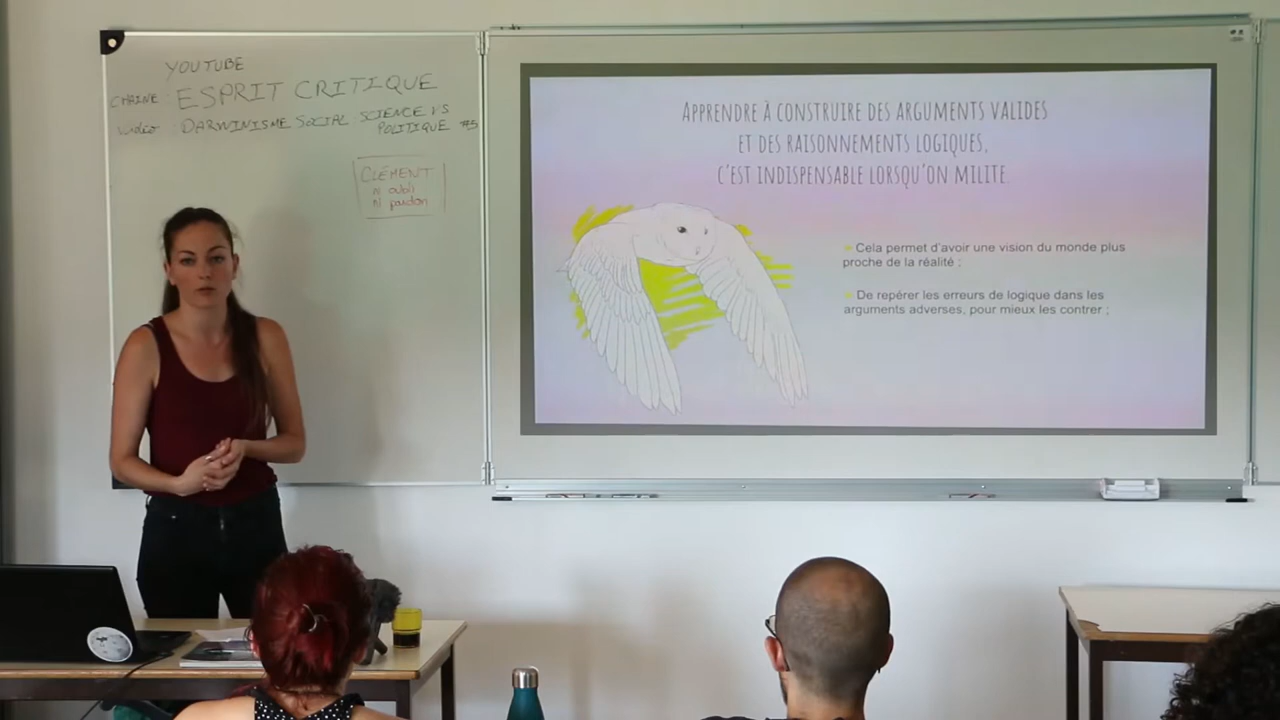 YOUTUBE
CHAINE : ESPRIT CRITIQUE
Vidéo : DARWINISME SOCIAL SCIENCE VS
POLITIQUE #5
CLÉMENT
Ni oubli
Ni pardon
APPRENDRE À CONSTRUIRE DES ARGUMENTS VALIDES
ET DES RAISONNEMENTS LOGIQUES,
C'EST INDISPENSABLE LORSQU'ON MILITE.
Cela permet d'avoir une vision du monde plus
proche de la réalité ;
De repérer les erreurs de logique dans les
arguments adverses, pour mieux les contrer ;